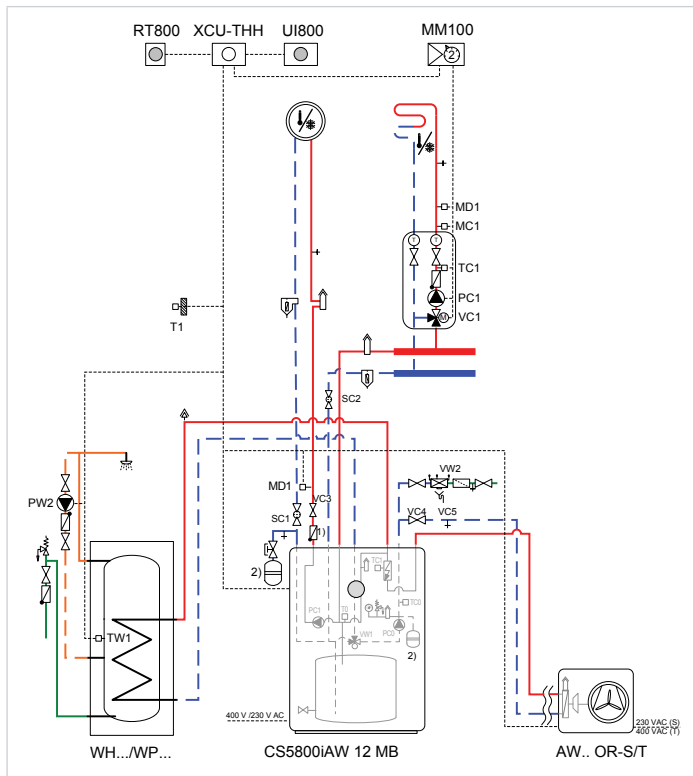 RT800 XCU-THH UI800 MM100
2
MD1
MC1
T T
TC1
PC1
M VC1
T1
SC2
VW2
PW2
MD1 VC3
SC1
VC4 VC5
1)
2)
TC1
PC1 T0 TC0
VW1 PC0
2)
TW1
400 V /230 V AC
230 VAC (S)
400 VAC (T)
WH.../WP... CS5800iAW 12 MB AW.. OR-S/T